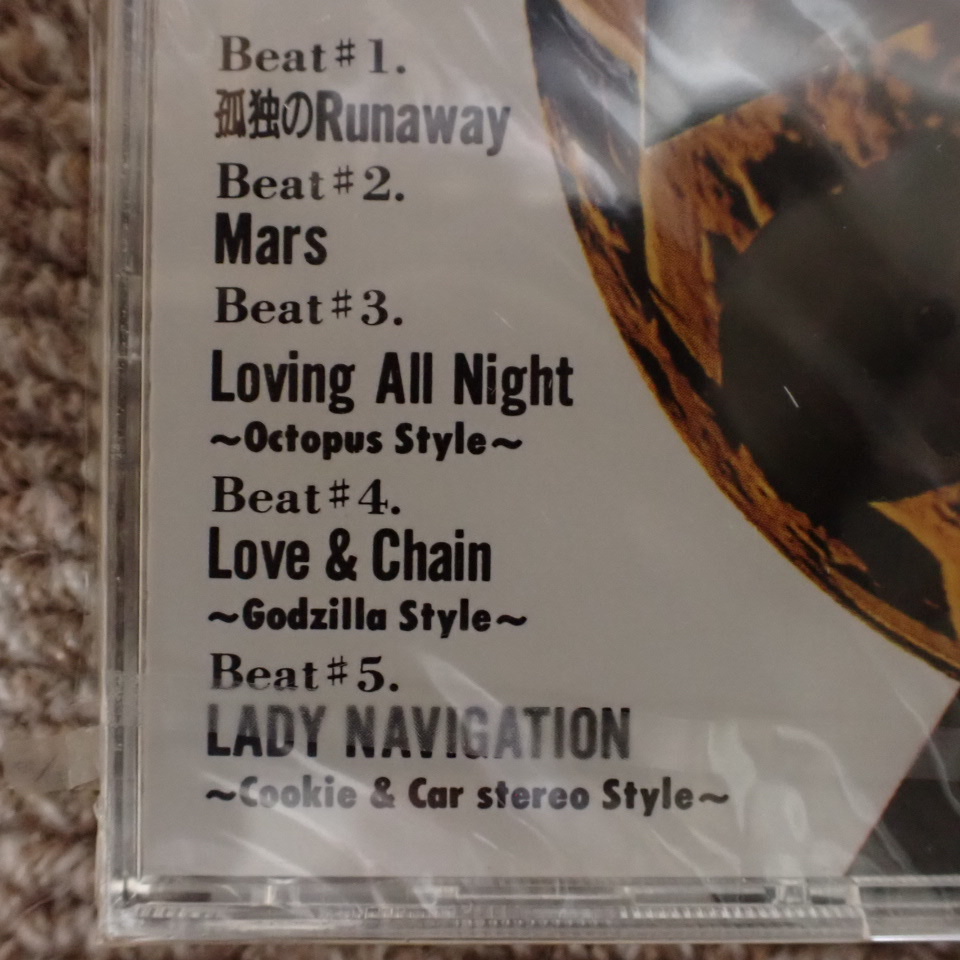 Beat♯1.
孤独のRunaway
Beat♯2.
Mars
Beat♯3.
Loving All Night
~Octopus Style~
Beat♯4.
Love & Chain
~Godzilla Style~
Beat♯5.
LADY NAVIGATION
~Cookie & Car stereo Style~